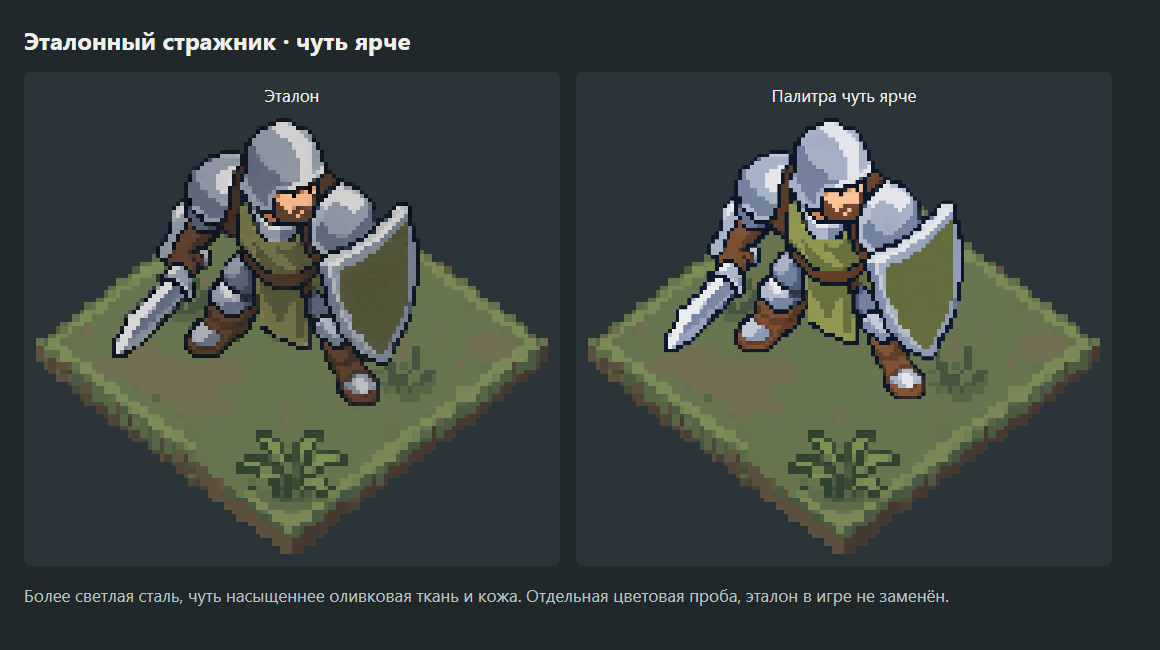 Эталонный стражник · чуть ярче
Эталон
Палитра чуть ярче
Более светлая сталь, чуть насыщеннее оливковая ткань и кожа. Отдельная цветовая проба, эталон в игре не заменён.